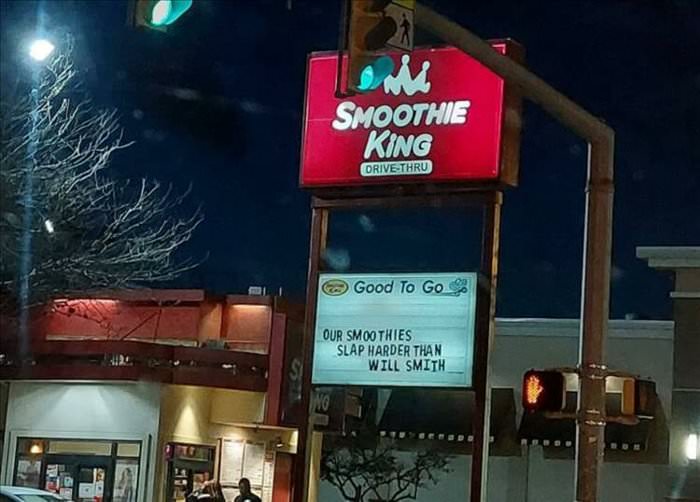 SMOOTHIE
KING
DRIVE-THRU
Good To Go
OUR SMOOTHIES
SLAP HARDER THAN
WILL SMITH